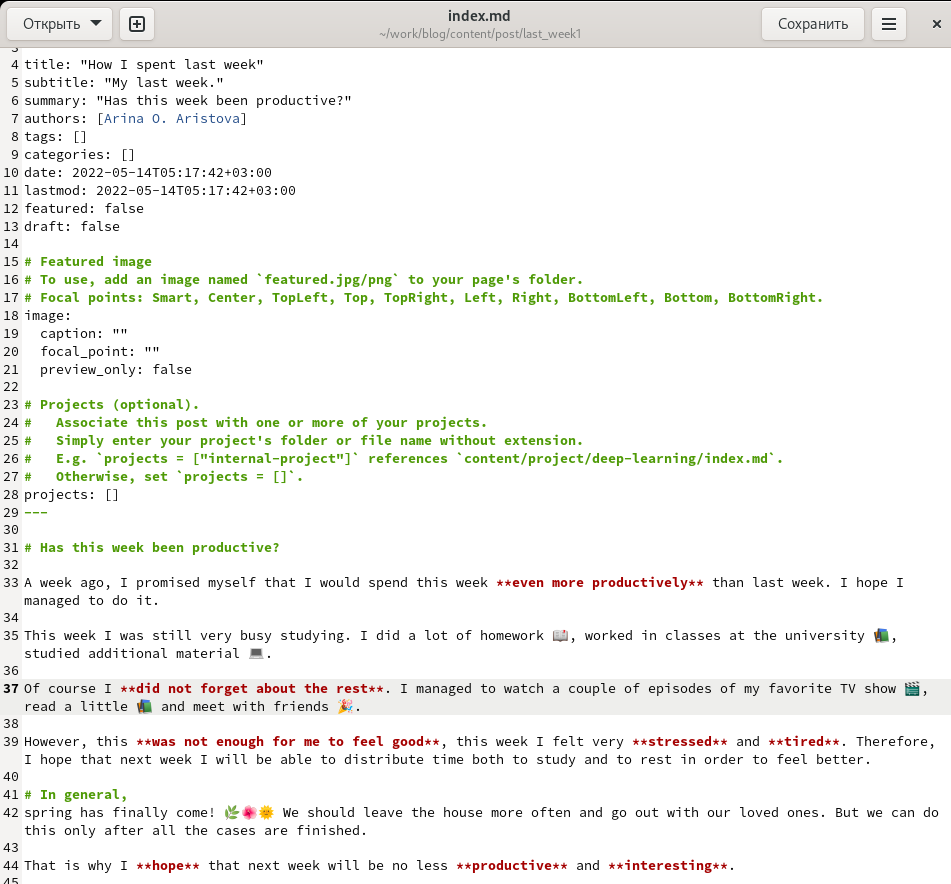 Открыть
index.md
~/work/blog/content/post/last_week1
Сохранить
3
4 title: "How I spent last week"
5 subtitle: "My last week."
6 summary: "Has this week been productive?"
7 authors: [Arina O. Aristova]
8 tags: []
9 categories: []
10 date: 2022-05-14T05:17:42+03:00
11 lastmod: 2022-05-14T05:17:42+03:00
12 featured: false
13 draft: false
14
15 # Featured image
16 # To use, add an image named `featured.jpg/png` to your page's folder.
17 # Focal points: Smart, Center, TopLeft, Top, TopRight, Left, Right, BottomLeft, Bottom, BottomRight.
18 image:
19   caption: ""
20   focal_point: ""
21   preview_only: false
22
23 # Projects (optional).
24 #   Associate this post with one or more of your projects.
25 #   Simply enter your project's folder or file name without extension.
26 #   E.g. `projects = ["internal-project"]` references `content/project/deep-learning/index.md`.
27 #   Otherwise, set `projects = []`.
28 projects: []
29 ---
30
31 # Has this week been productive?
32
33 A week ago, I promised myself that I would spend this week **even more productively** than last week. I hope I
managed to do it.
34
35 This week I was still very busy studying. I did a lot of homework 📖, worked in classes at the university 📚,
studied additional material 💻.
36
37 Of course I **did not forget about the rest**. I managed to watch a couple of episodes of my favorite TV show 🎬,
read a little 📚 and meet with friends 🎉.
38
39 However, this **was not enough for me to feel good**, this week I felt very **stressed** and **tired**. Therefore,
I hope that next week I will be able to distribute time both to study and to rest in order to feel better.
40
41 # In general,
42 spring has finally come! 🌿🌺🌞 We should leave the house more often and go out with our loved ones. But we can do
this only after all the cases are finished.
43
44 That is why I **hope** that next week will be no less **productive** and **interesting**.
45